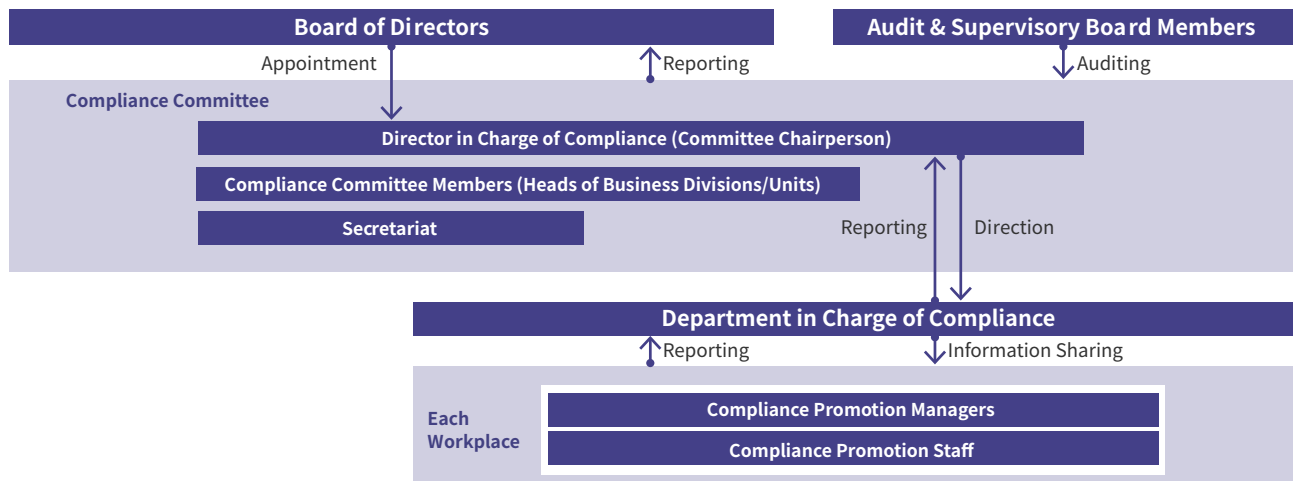 Board of Directors
Audit & Supervisory Board Members
Appointment
Reporting
Auditing
Compliance Committee
Director in Charge of Compliance (Committee Chairperson)
Compliance Committee Members (Heads of Business Divisions/Units)
Secretariat
Reporting
Direction
Department in Charge of Compliance
Reporting
Information Sharing
Each
Workplace
Compliance Promotion Managers
Compliance Promotion Staff